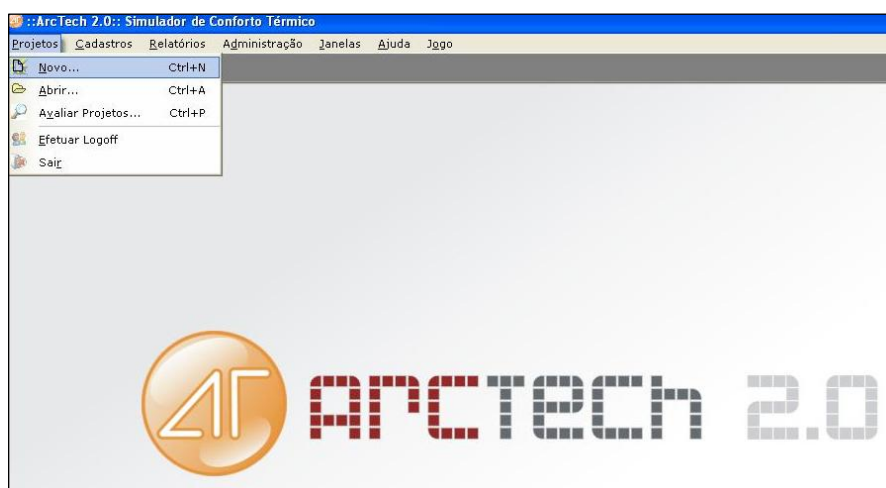 ::ArcTech 2.0:: Simulador de Conforto Térmico
Projetos Cadastros Relatórios Administração Janelas Ajuda Jogo
Novo... Ctrl+N
Abrir... Ctrl+A
Avaliar Projetos... Ctrl+P
Efetuar Logoff
Sair
ArcTech 2.0